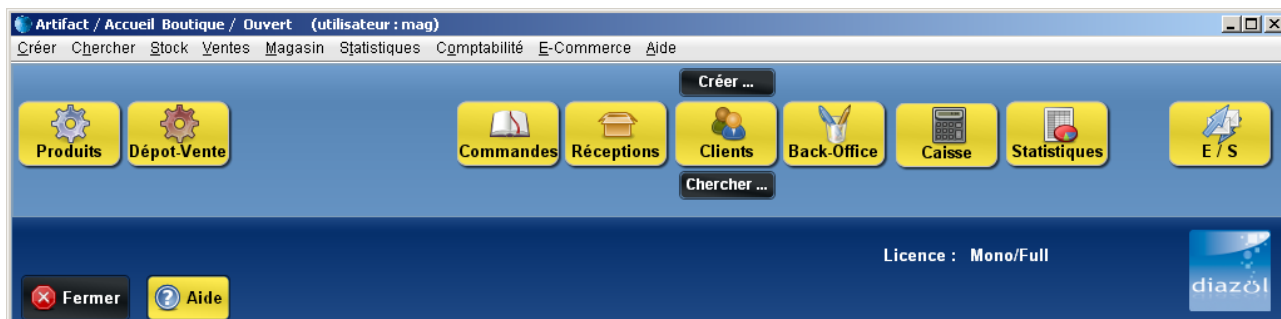 Artifact / Accueil Boutique / Ouvert (utilisateur : mag)
Créer Chercher Stock Ventes Magasin Statistiques Comptabilité E-Commerce Aide
Créer ...
Produits Dépot-Vente Commandes Réceptions Clients Back-Office Caisse Statistiques E / S
Chercher ...
Licence : Mono/Full
Fermer Aide
diazol